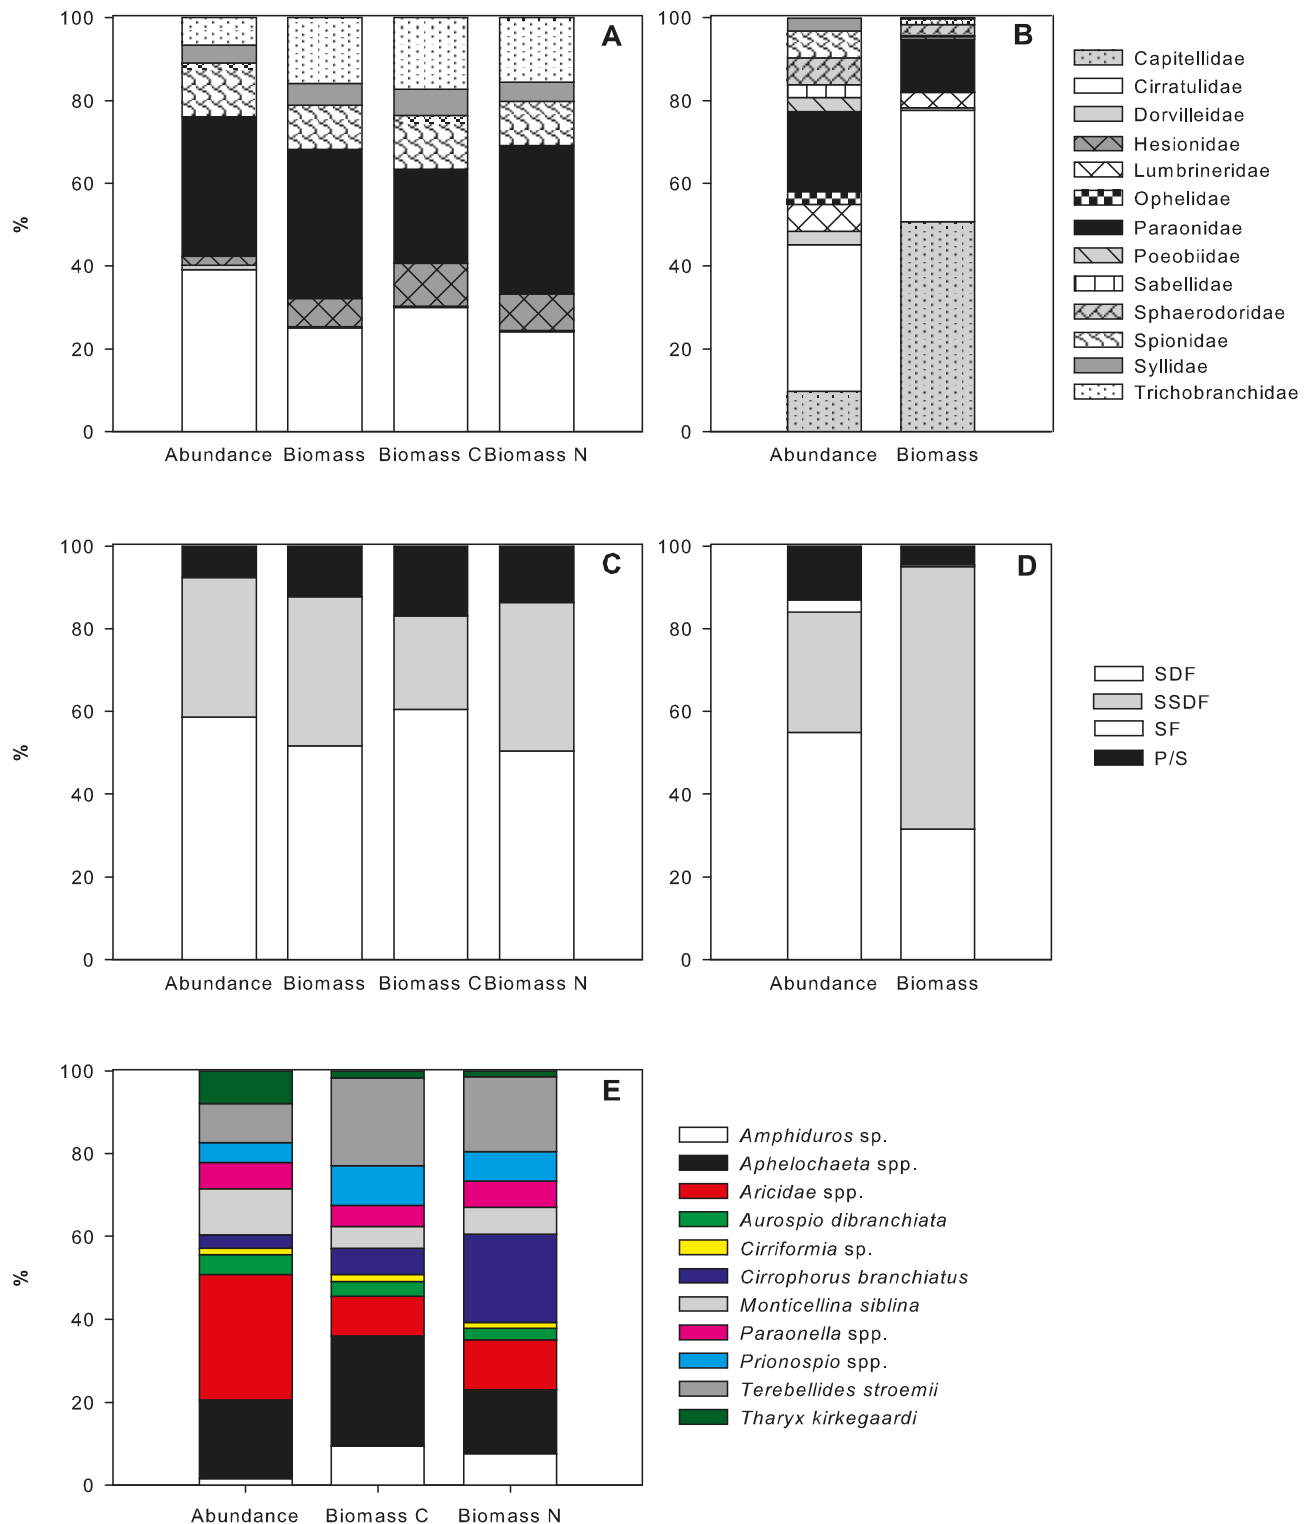 A
100
80
60
40
20
0
%
Abundance Biomass Biomass C Biomass N
B
100
80
60
40
20
0
Abundance Biomass
Capitellidae
Cirratulidae
Dorvilleidae
Hesionidae
Lumbrineridae
Ophelidae
Paraonidae
Poeobiidae
Sabellidae
Sphaerodoridae
Spionidae
Syllidae
Trichobranchidae
C
100
80
60
40
20
0
%
Abundance Biomass Biomass C Biomass N
D
100
80
60
40
20
0
Abundance Biomass
SDF
SSDF
SF
P/S
E
100
80
60
40
20
0
%
Abundance Biomass C Biomass N
Amphiduros sp.
Aphelochaeta spp.
Aricidae spp.
Aurospio dibranchiata
Cirriformia sp.
Cirrophorus branchiatus
Monticellina siblina
Paraonella spp.
Prionospio spp.
Terebellides stroemii
Tharyx kirkegaardi